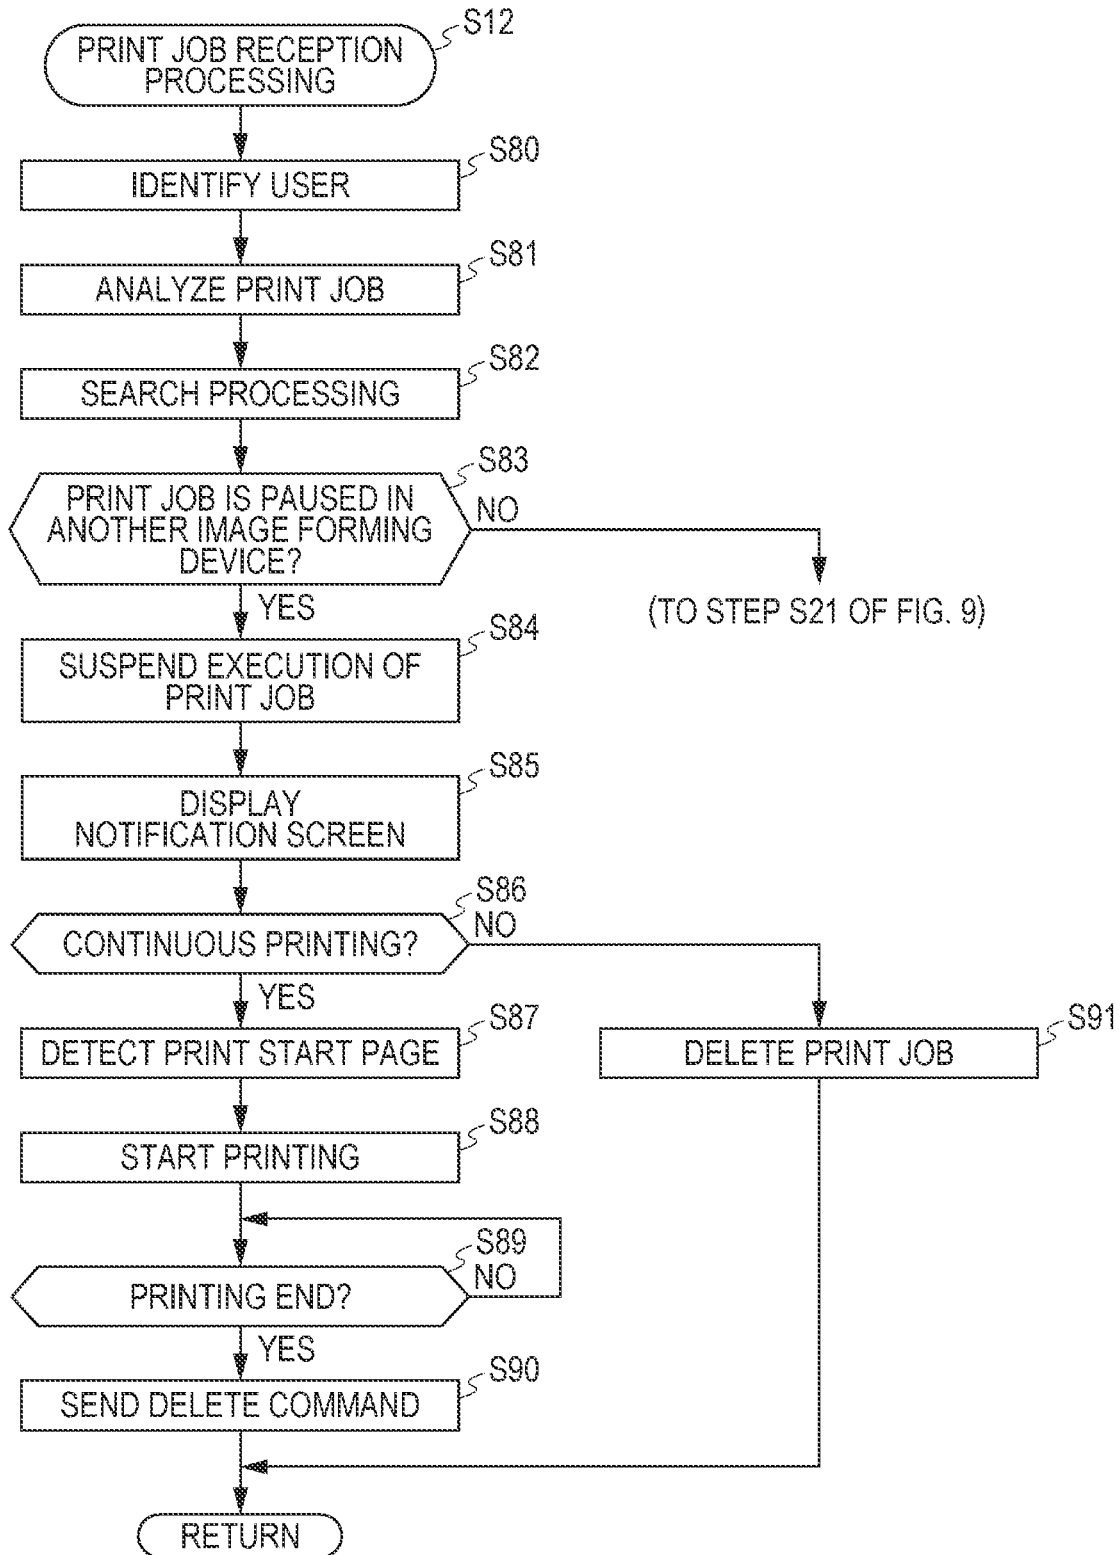 S12
PRINT JOB RECEPTION
PROCESSING
S80
IDENTIFY USER
S81
ANALYZE PRINT JOB
S82
SEARCH PROCESSING
S83
PRINT JOB IS PAUSED IN
ANOTHER IMAGE FORMING
DEVICE?
NO
YES
(TO STEP S21 OF FIG. 9)
S84
SUSPEND EXECUTION OF
PRINT JOB
S85
DISPLAY
NOTIFICATION SCREEN
S86
CONTINUOUS PRINTING?
NO
YES
S87
DETECT PRINT START PAGE
S91
DELETE PRINT JOB
S88
START PRINTING
S89
PRINTING END?
NO
YES
S90
SEND DELETE COMMAND
RETURN